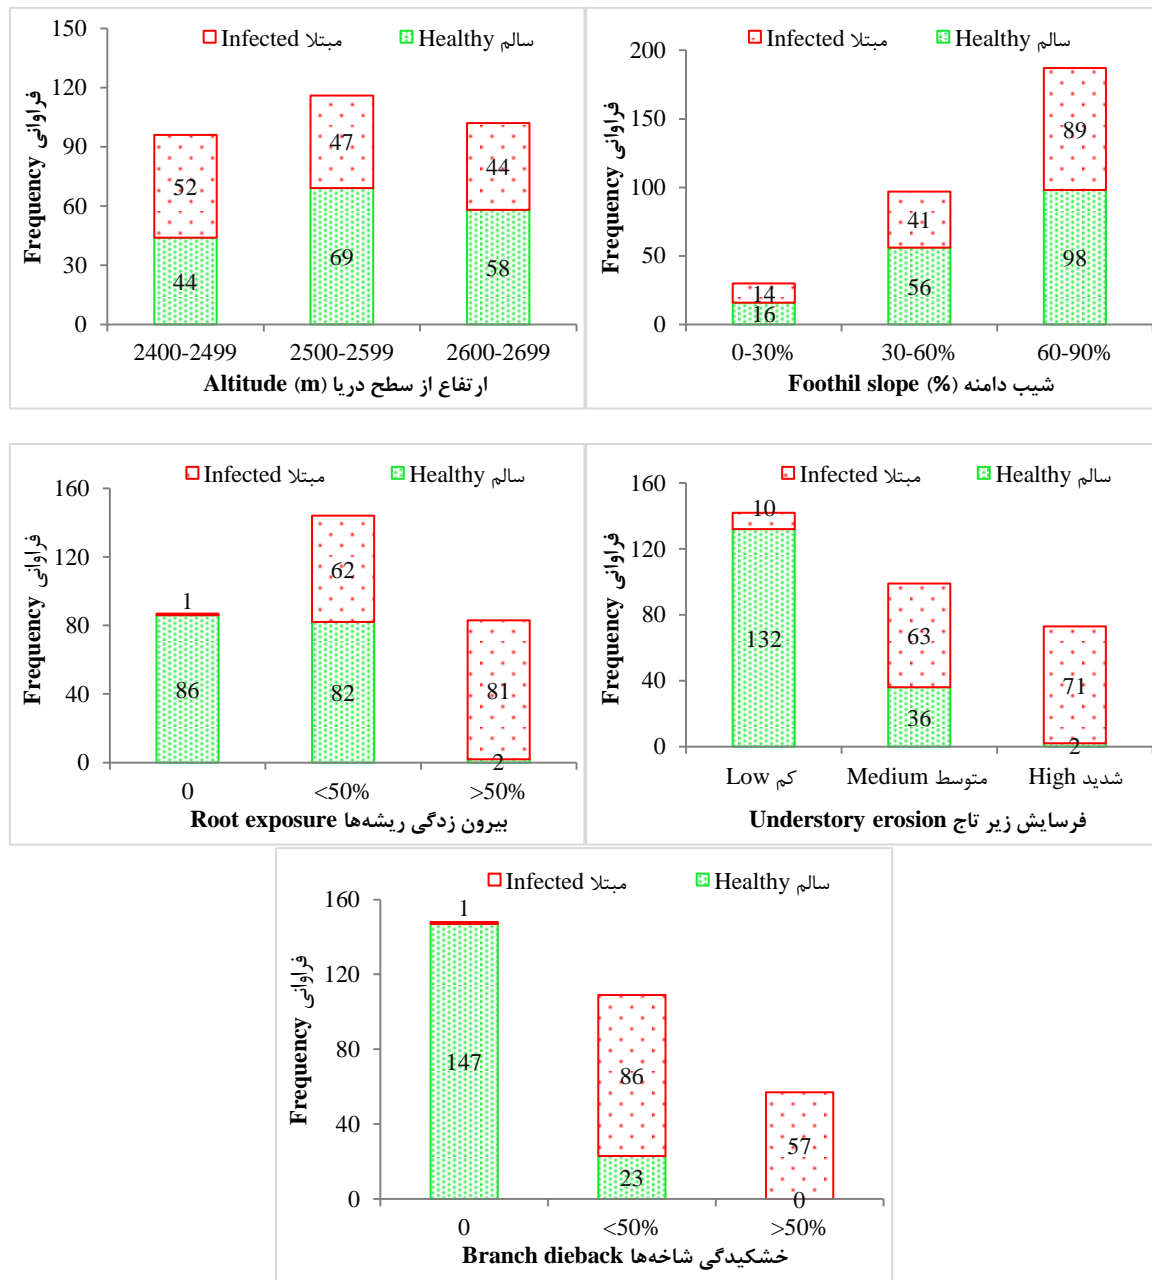 مبتلا Infected
سالم Healthy
فراوانی Frequency
150
120
90
60
30
0
52
44
47
69
44
58
2400-2499
2500-2599
2600-2699
ارتفاع از سطح دریا Altitude (m)
مبتلا Infected
سالم Healthy
فراوانی Frequency
200
150
100
50
0
14
16
41
56
89
98
0-30%
30-60%
60-90%
شیب دامنه Foothil slope (%)
مبتلا Infected
سالم Healthy
فراوانی Frequency
160
120
80
40
0
1
86
62
82
81
2
0
<50%
>50%
بیرون زدگی ریشه‌ها Root exposure
مبتلا Infected
سالم Healthy
فراوانی Frequency
160
120
80
40
0
10
132
63
36
71
2
کم Low
متوسط Medium
شدید High
فرسایش زیر تاج Understory erosion
مبتلا Infected
سالم Healthy
فراوانی Frequency
160
120
80
40
0
1
147
86
23
57
0
0
<50%
>50%
خشکیدگی شاخه‌ها Branch dieback